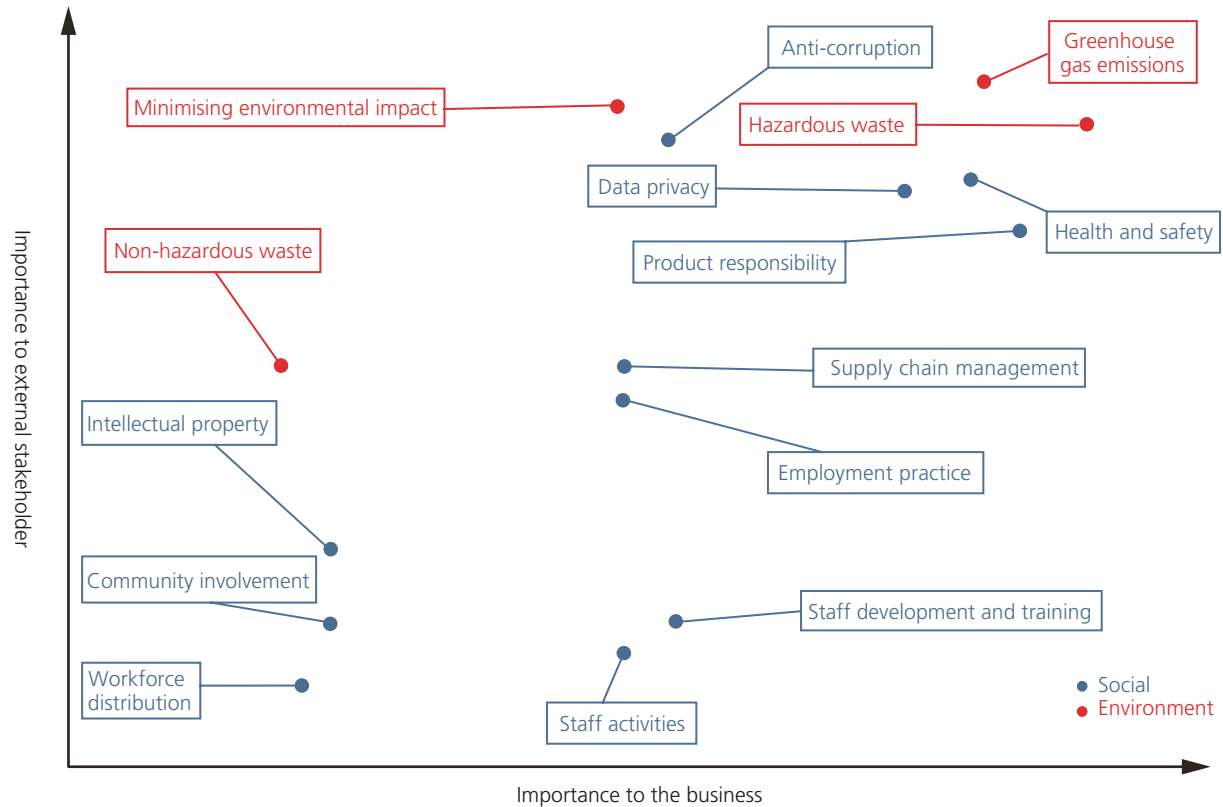 Anti-corruption
Greenhouse
gas emissions
Minimising environmental impact
Hazardous waste
Data privacy
Health and safety
Non-hazardous waste
Product responsibility
Importance to external stakeholder
Supply chain management
Intellectual property
Employment practice
Community involvement
Staff development and training
Workforce
distribution
Staff activities
Social
Environment
Importance to the business